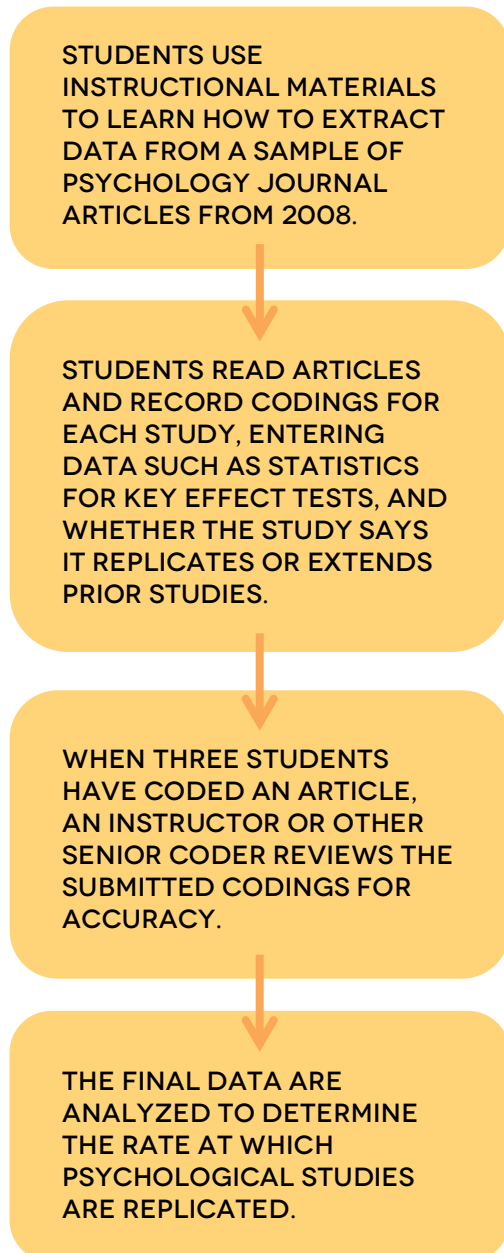 STUDENTS USE
INSTRUCTIONAL MATERIALS
TO LEARN HOW TO EXTRACT
DATA FROM A SAMPLE OF
PSYCHOLOGY JOURNAL
ARTICLES FROM 2008.
STUDENTS READ ARTICLES
AND RECORD CODINGS FOR
EACH STUDY, ENTERING
DATA SUCH AS STATISTICS
FOR KEY EFFECT TESTS, AND
WHETHER THE STUDY SAYS
IT REPLICATES OR EXTENDS
PRIOR STUDIES.
WHEN THREE STUDENTS
HAVE CODED AN ARTICLE,
AN INSTRUCTOR OR OTHER
SENIOR CODER REVIEWS THE
SUBMITTED CODINGS FOR
ACCURACY.
THE FINAL DATA ARE
ANALYZED TO DETERMINE
THE RATE AT WHICH
PSYCHOLOGICAL STUDIES
ARE REPLICATED.